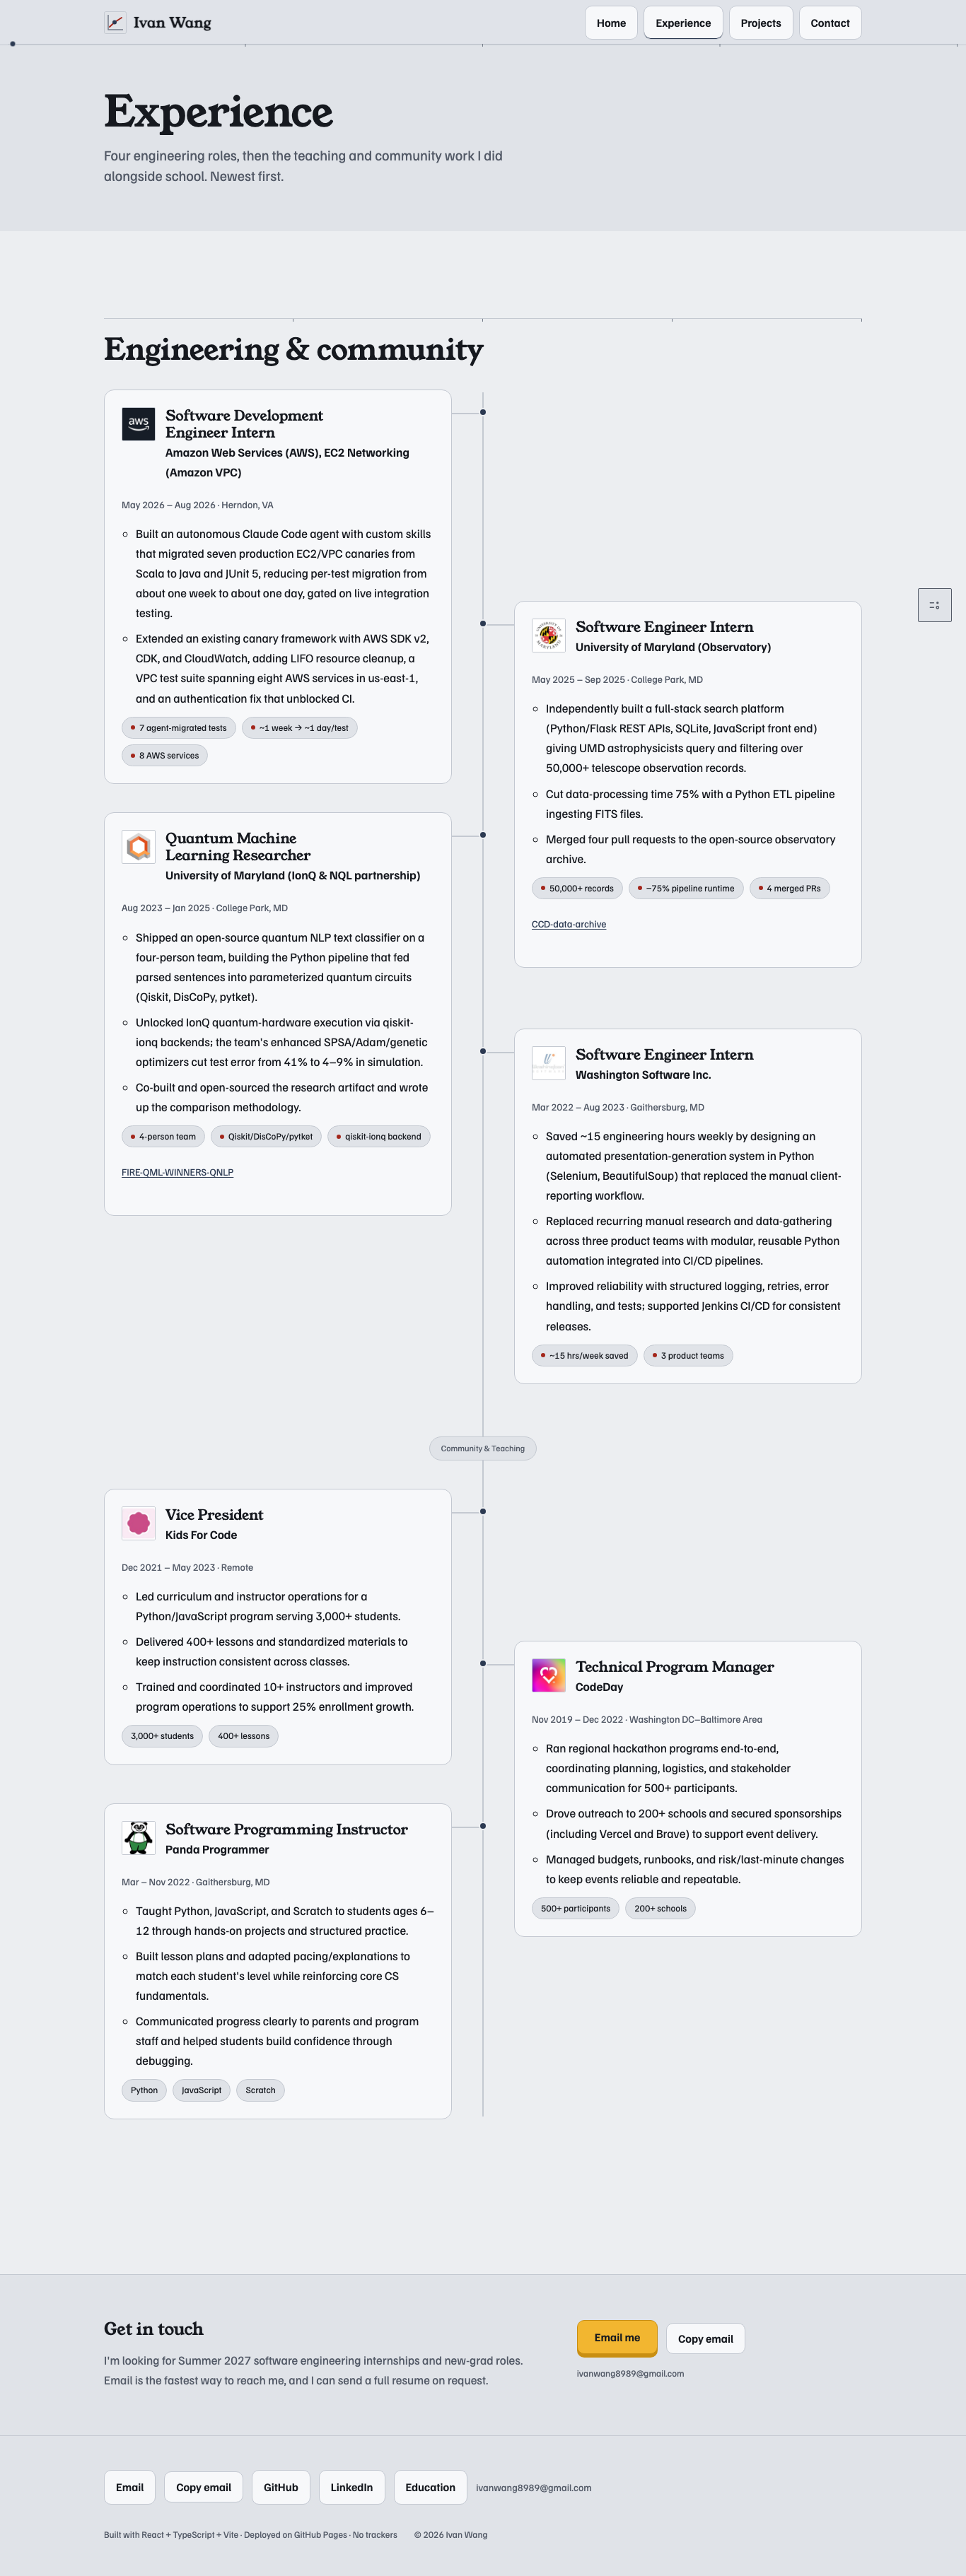 Ivan Wang
Home
Experience
Projects
Contact
Experience
Four engineering roles, then the teaching and community work I did
alongside school. Newest first.
Engineering & community
aws
Software Development
Engineer Intern
Amazon Web Services (AWS), EC2 Networking
(Amazon VPC)
May 2026 – Aug 2026 · Herndon, VA
Built an autonomous Claude Code agent with custom skills
that migrated seven production EC2/VPC canaries from
Scala to Java and JUnit 5, reducing per-test migration from
about one week to about one day, gated on live integration
testing.
Extended an existing canary framework with AWS SDK v2,
CDK, and CloudWatch, adding LIFO resource cleanup, a
VPC test suite spanning eight AWS services in us-east-1,
and an authentication fix that unblocked CI.
7 agent-migrated tests
~1 week → ~1 day/test
8 AWS services
Software Engineer Intern
University of Maryland (Observatory)
May 2025 – Sep 2025 · College Park, MD
Independently built a full-stack search platform
(Python/Flask REST APIs, SQLite, JavaScript front end)
giving UMD astrophysicists query and filtering over
50,000+ telescope observation records.
Cut data-processing time 75% with a Python ETL pipeline
ingesting FITS files.
Merged four pull requests to the open-source observatory
archive.
50,000+ records
−75% pipeline runtime
4 merged PRs
CCD-data-archive
Quantum Machine
Learning Researcher
University of Maryland (IonQ & NQL partnership)
Aug 2023 – Jan 2025 · College Park, MD
Shipped an open-source quantum NLP text classifier on a
four-person team, building the Python pipeline that fed
parsed sentences into parameterized quantum circuits
(Qiskit, DisCoPy, pytket).
Unlocked IonQ quantum-hardware execution via qiskit-
ionq backends; the team's enhanced SPSA/Adam/genetic
optimizers cut test error from 41% to 4–9% in simulation.
Co-built and open-sourced the research artifact and wrote
up the comparison methodology.
4-person team
Qiskit/DisCoPy/pytket
qiskit-ionq backend
FIRE-QML-WINNERS-QNLP
Software Engineer Intern
Washington Software Inc.
Mar 2022 – Aug 2023 · Gaithersburg, MD
Saved ~15 engineering hours weekly by designing an
automated presentation-generation system in Python
(Selenium, BeautifulSoup) that replaced the manual client-
reporting workflow.
Replaced recurring manual research and data-gathering
across three product teams with modular, reusable Python
automation integrated into CI/CD pipelines.
Improved reliability with structured logging, retries, error
handling, and tests; supported Jenkins CI/CD for consistent
releases.
~15 hrs/week saved
3 product teams
Community & Teaching
Vice President
Kids For Code
Dec 2021 – May 2023 · Remote
Led curriculum and instructor operations for a
Python/JavaScript program serving 3,000+ students.
Delivered 400+ lessons and standardized materials to
keep instruction consistent across classes.
Trained and coordinated 10+ instructors and improved
program operations to support 25% enrollment growth.
3,000+ students
400+ lessons
Technical Program Manager
CodeDay
Nov 2019 – Dec 2022 · Washington DC–Baltimore Area
Ran regional hackathon programs end-to-end,
coordinating planning, logistics, and stakeholder
communication for 500+ participants.
Drove outreach to 200+ schools and secured sponsorships
(including Vercel and Brave) to support event delivery.
Managed budgets, runbooks, and risk/last-minute changes
to keep events reliable and repeatable.
500+ participants
200+ schools
Software Programming Instructor
Panda Programmer
Mar – Nov 2022 · Gaithersburg, MD
Taught Python, JavaScript, and Scratch to students ages 6–
12 through hands-on projects and structured practice.
Built lesson plans and adapted pacing/explanations to
match each student's level while reinforcing core CS
fundamentals.
Communicated progress clearly to parents and program
staff and helped students build confidence through
debugging.
Python
JavaScript
Scratch
Get in touch
I'm looking for Summer 2027 software engineering internships and new-grad roles.
Email is the fastest way to reach me, and I can send a full resume on request.
Email me
Copy email
ivanwang8989@gmail.com
Email
Copy email
GitHub
LinkedIn
Education
ivanwang8989@gmail.com
Built with React + TypeScript + Vite · Deployed on GitHub Pages · No trackers
© 2026 Ivan Wang